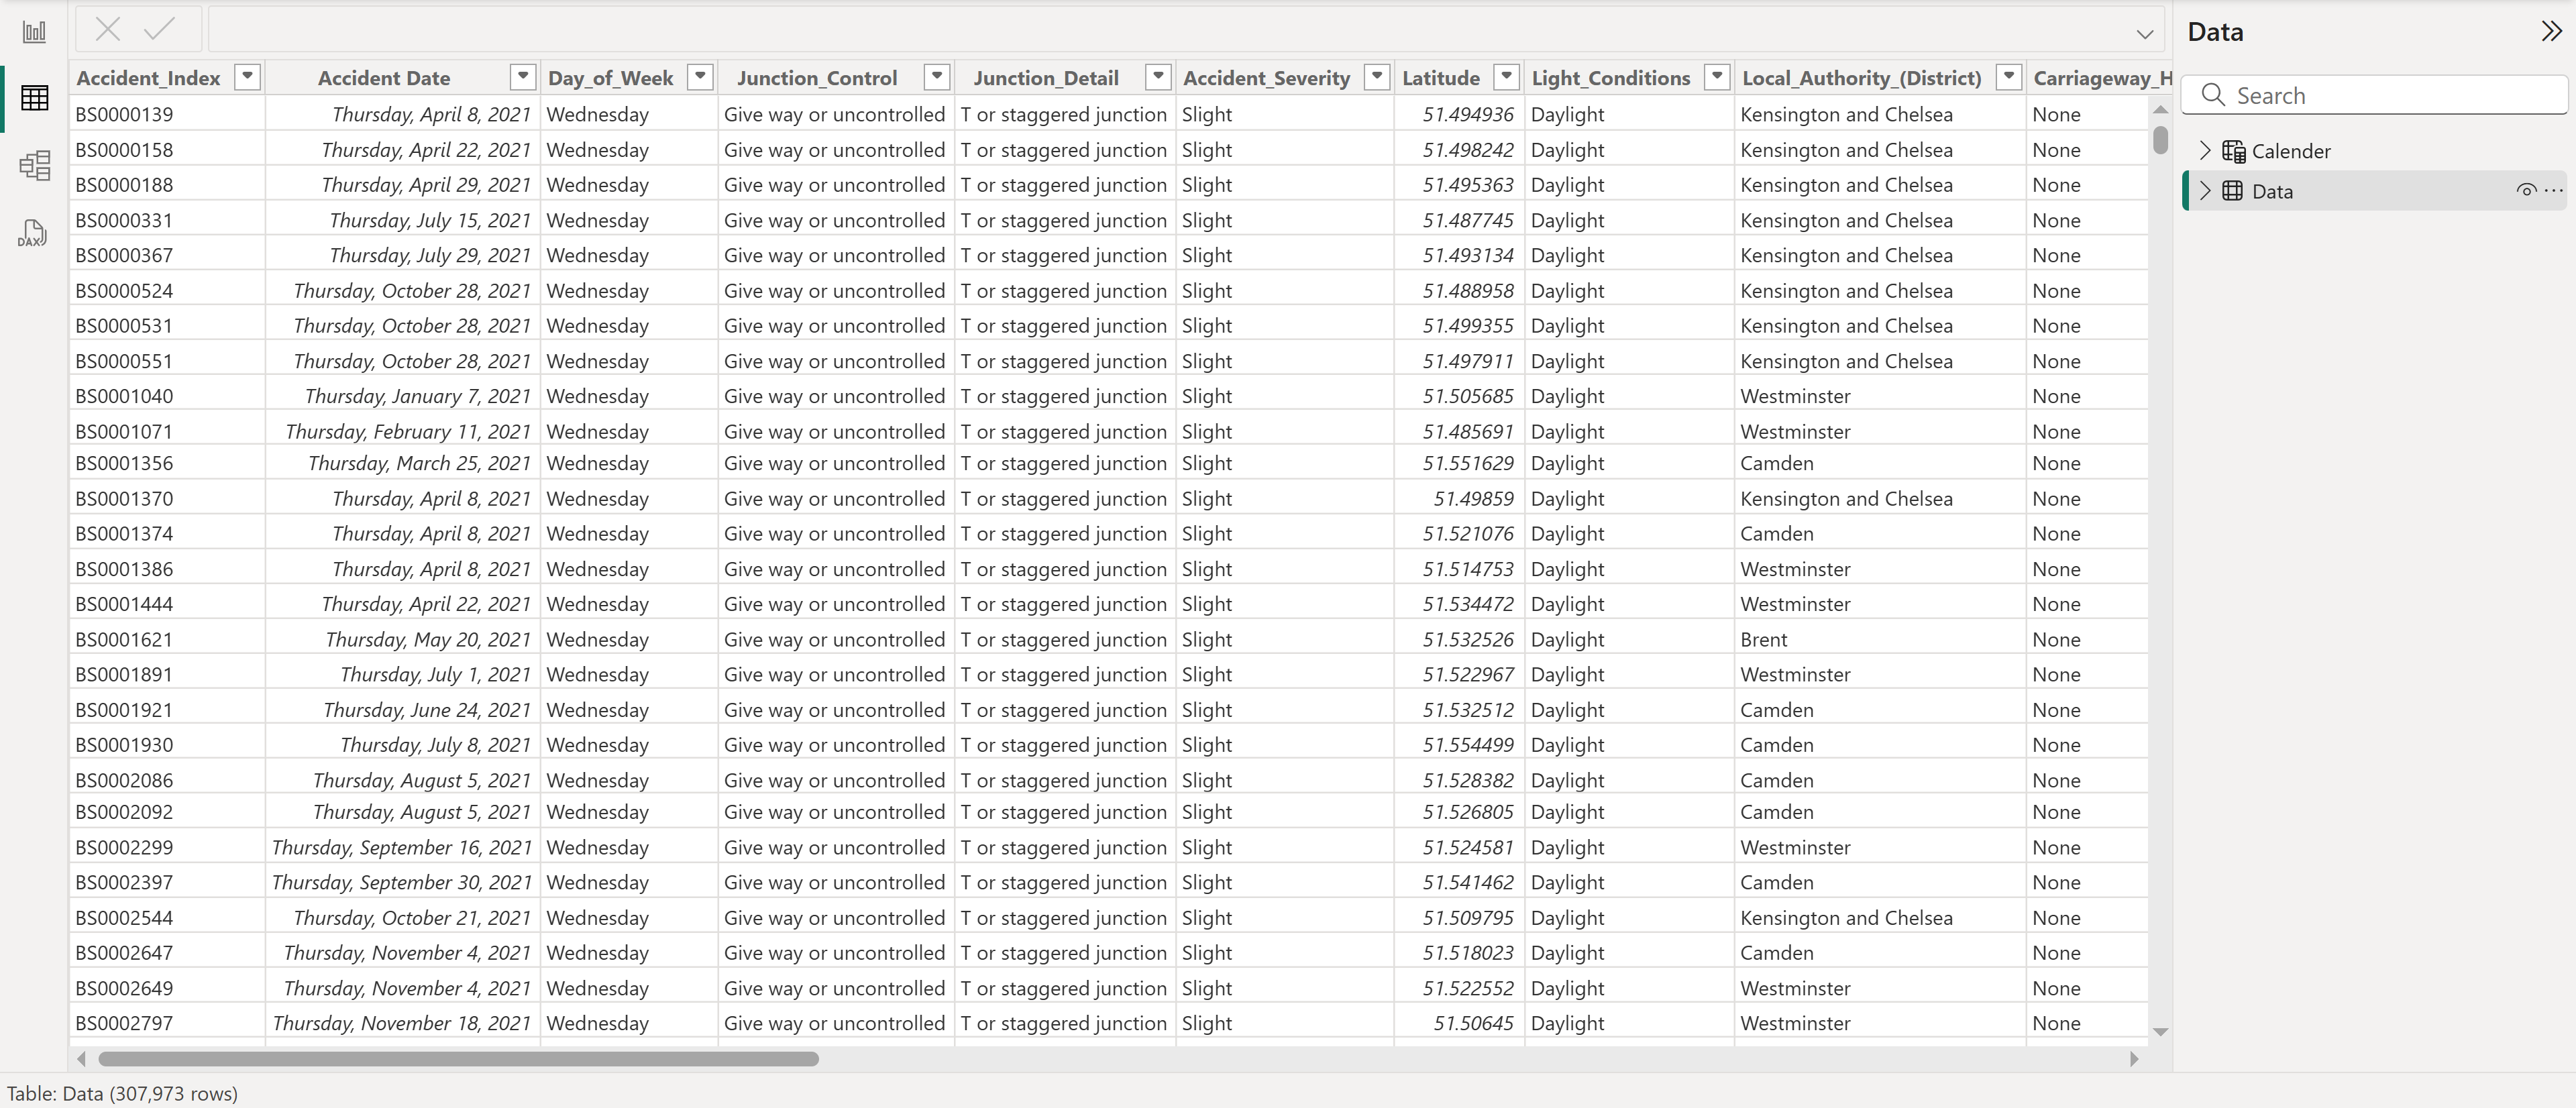 Data
Accident_Index Accident Date Day_of_Week Junction_Control Junction_Detail Accident_Severity Latitude Light_Conditions Local_Authority_(District) Carriageway_H
Search
BS0000139 Thursday, April 8, 2021 Wednesday Give way or uncontrolled T or staggered junction Slight 51.494936 Daylight Kensington and Chelsea None
BS0000158 Thursday, April 22, 2021 Wednesday Give way or uncontrolled T or staggered junction Slight 51.498242 Daylight Kensington and Chelsea None
Calender
BS0000188 Thursday, April 29, 2021 Wednesday Give way or uncontrolled T or staggered junction Slight 51.495363 Daylight Kensington and Chelsea None
Data
BS0000331 Thursday, July 15, 2021 Wednesday Give way or uncontrolled T or staggered junction Slight 51.487745 Daylight Kensington and Chelsea None
DAX
BS0000367 Thursday, July 29, 2021 Wednesday Give way or uncontrolled T or staggered junction Slight 51.493134 Daylight Kensington and Chelsea None
BS0000524 Thursday, October 28, 2021 Wednesday Give way or uncontrolled T or staggered junction Slight 51.488958 Daylight Kensington and Chelsea None
BS0000531 Thursday, October 28, 2021 Wednesday Give way or uncontrolled T or staggered junction Slight 51.499355 Daylight Kensington and Chelsea None
BS0000551 Thursday, October 28, 2021 Wednesday Give way or uncontrolled T or staggered junction Slight 51.497911 Daylight Kensington and Chelsea None
BS0001040 Thursday, January 7, 2021 Wednesday Give way or uncontrolled T or staggered junction Slight 51.505685 Daylight Westminster None
BS0001071 Thursday, February 11, 2021 Wednesday Give way or uncontrolled T or staggered junction Slight 51.485691 Daylight Westminster None
BS0001356 Thursday, March 25, 2021 Wednesday Give way or uncontrolled T or staggered junction Slight 51.551629 Daylight Camden None
BS0001370 Thursday, April 8, 2021 Wednesday Give way or uncontrolled T or staggered junction Slight 51.49859 Daylight Kensington and Chelsea None
BS0001374 Thursday, April 8, 2021 Wednesday Give way or uncontrolled T or staggered junction Slight 51.521076 Daylight Camden None
BS0001386 Thursday, April 8, 2021 Wednesday Give way or uncontrolled T or staggered junction Slight 51.514753 Daylight Westminster None
BS0001444 Thursday, April 22, 2021 Wednesday Give way or uncontrolled T or staggered junction Slight 51.534472 Daylight Westminster None
BS0001621 Thursday, May 20, 2021 Wednesday Give way or uncontrolled T or staggered junction Slight 51.532526 Daylight Brent None
BS0001891 Thursday, July 1, 2021 Wednesday Give way or uncontrolled T or staggered junction Slight 51.522967 Daylight Westminster None
BS0001921 Thursday, June 24, 2021 Wednesday Give way or uncontrolled T or staggered junction Slight 51.532512 Daylight Camden None
BS0001930 Thursday, July 8, 2021 Wednesday Give way or uncontrolled T or staggered junction Slight 51.554499 Daylight Camden None
BS0002086 Thursday, August 5, 2021 Wednesday Give way or uncontrolled T or staggered junction Slight 51.528382 Daylight Camden None
BS0002092 Thursday, August 5, 2021 Wednesday Give way or uncontrolled T or staggered junction Slight 51.526805 Daylight Camden None
BS0002299 Thursday, September 16, 2021 Wednesday Give way or uncontrolled T or staggered junction Slight 51.524581 Daylight Westminster None
BS0002397 Thursday, September 30, 2021 Wednesday Give way or uncontrolled T or staggered junction Slight 51.541462 Daylight Camden None
BS0002544 Thursday, October 21, 2021 Wednesday Give way or uncontrolled T or staggered junction Slight 51.509795 Daylight Kensington and Chelsea None
BS0002647 Thursday, November 4, 2021 Wednesday Give way or uncontrolled T or staggered junction Slight 51.518023 Daylight Camden None
BS0002649 Thursday, November 4, 2021 Wednesday Give way or uncontrolled T or staggered junction Slight 51.522552 Daylight Westminster None
BS0002797 Thursday, November 18, 2021 Wednesday Give way or uncontrolled T or staggered junction Slight 51.50645 Daylight Westminster None
Table: Data (307,973 rows)